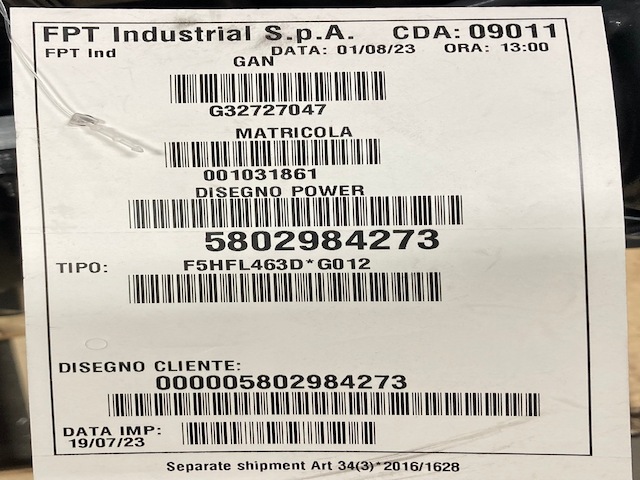 FPT Industrial S.p.A. CDA: 09011
FPT Ind DATA: 01/08/23 ORA: 13:00
GAN
G32727047
MATRICOLA
001031861
DISEGNO POWER
5802984273
TIPO: F5HFL463D*G012
DISEGNO CLIENTE:
000005802984273
DATA IMP:
19/07/23
Separate shipment Art 34(3)*2016/1628